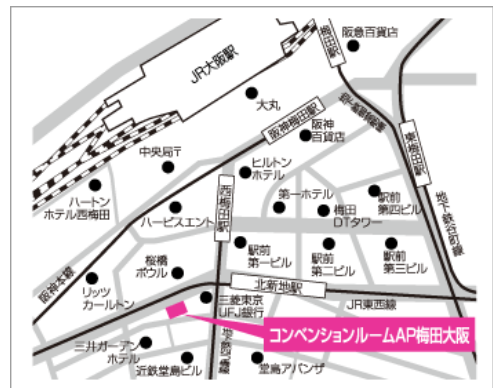 阪急百貨店
梅田駅
JR大阪駅
大丸
阪神梅田駅
阪神
百貨店
東梅田駅
中央局〒
ヒルトン
ホテル
西梅田駅
ハートン
ホテル西梅田
ハービスエント
第一ホテル
梅田
DTタワー
駅前
第四ビル
地下鉄谷町線
駅前
第一ビル
駅前
第二ビル
駅前
第三ビル
阪神本線
桜橋
ボウル
北新地駅
リッツ
カールトン
三菱東京
UFJ銀行
JR東西線
コンベンションルームAP梅田大阪
三井ガーデン
ホテル
近鉄堂島ビル
堂島アバンザ